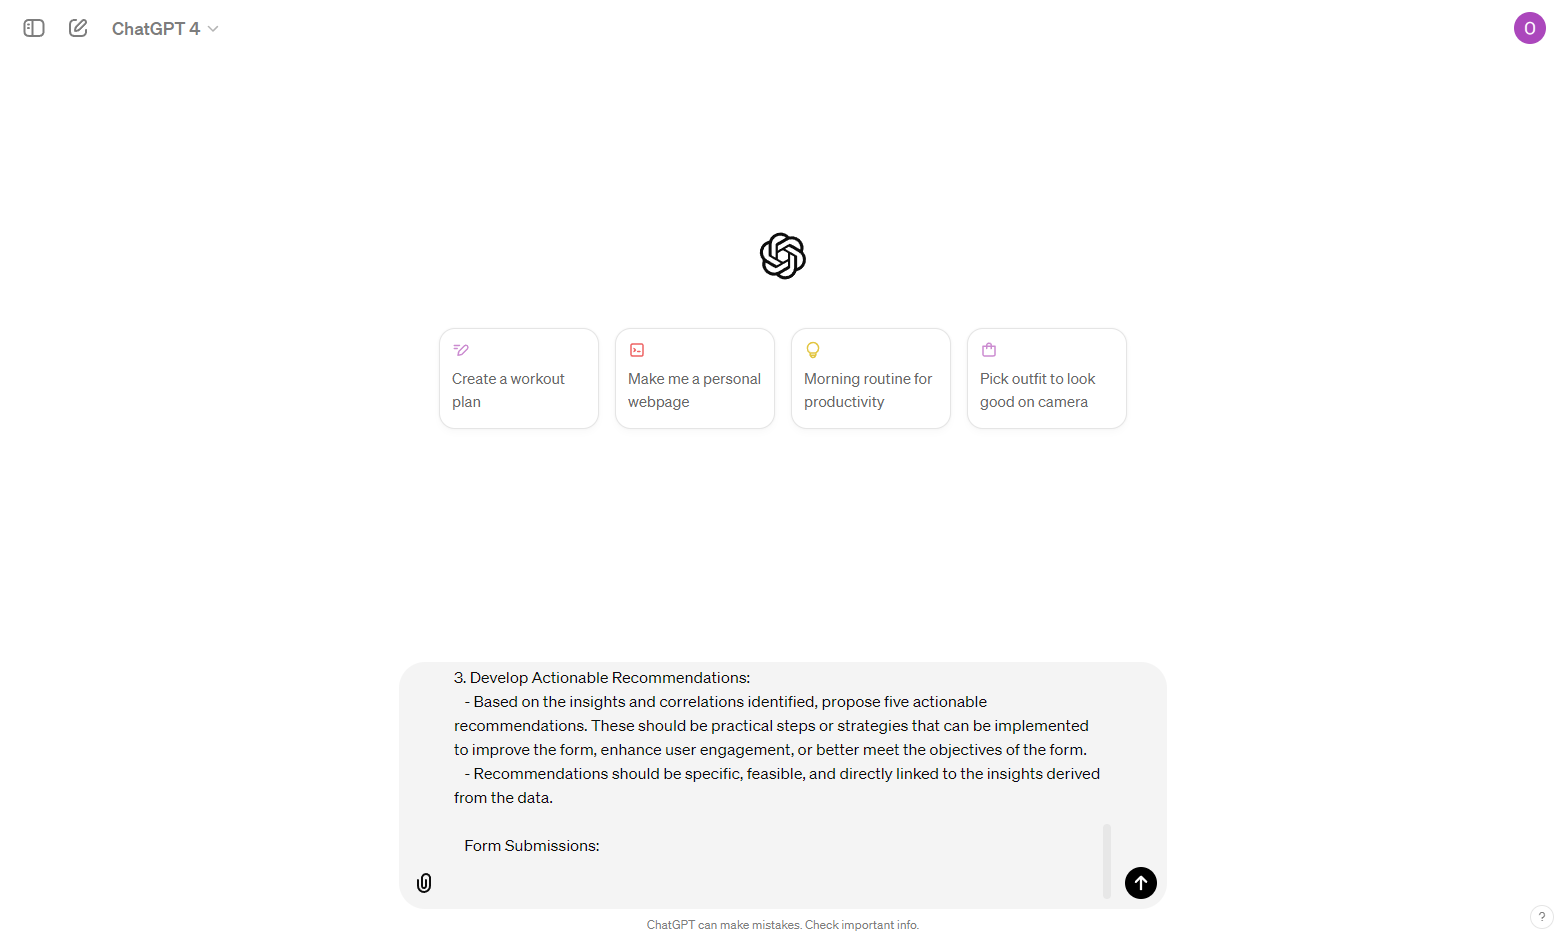 ChatGPT 4
O
Create a workout
plan
Make me a personal
webpage
Morning routine for
productivity
Pick outfit to look
good on camera
3. Develop Actionable Recommendations:
- Based on the insights and correlations identified, propose five actionable
recommendations. These should be practical steps or strategies that can be implemented
to improve the form, enhance user engagement, or better meet the objectives of the form.
- Recommendations should be specific, feasible, and directly linked to the insights derived
from the data.
Form Submissions:
ChatGPT can make mistakes. Check important info.
?